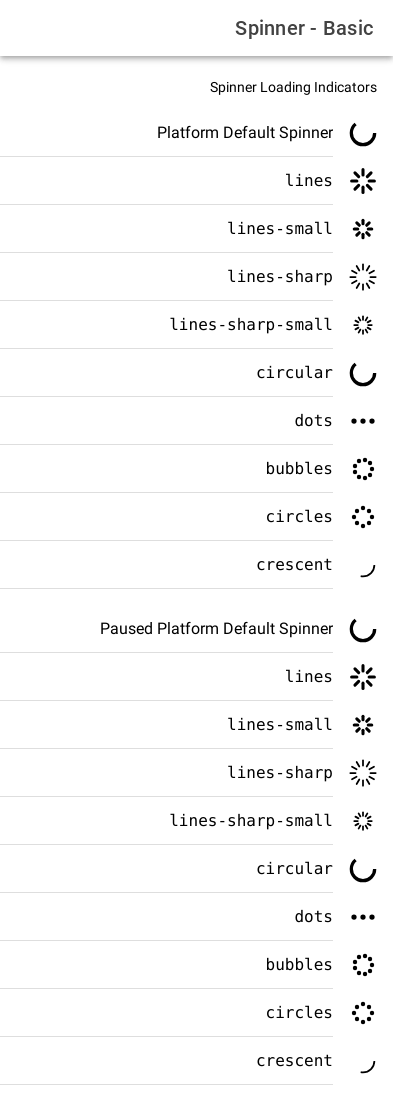 Spinner - Basic
Spinner Loading Indicators
Platform Default Spinner
lines
lines-small
lines-sharp
lines-sharp-small
circular
dots
bubbles
circles
crescent
Paused Platform Default Spinner
lines
lines-small
lines-sharp
lines-sharp-small
circular
dots
bubbles
circles
crescent